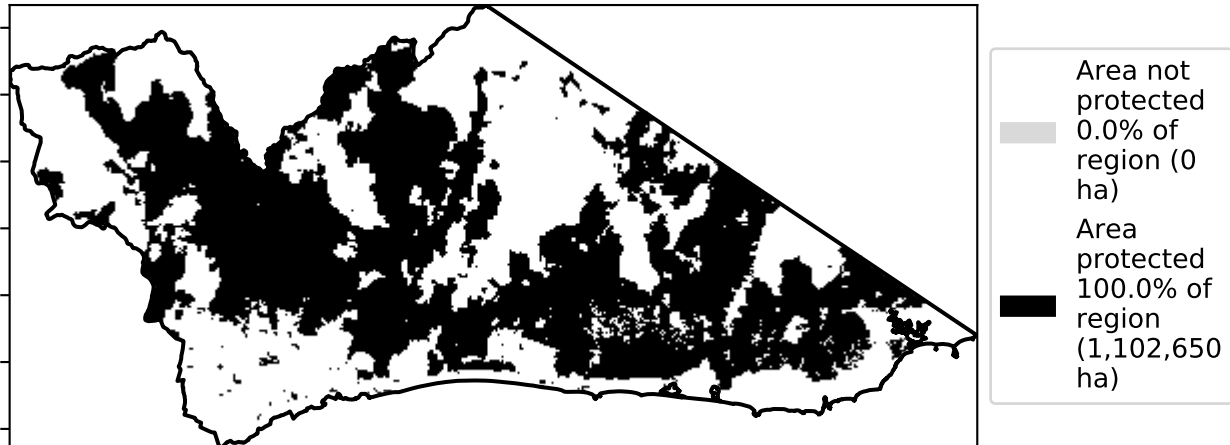 Area not
protected
0.0% of
region (0
ha)
Area
protected
100.0% of
region
(1,102,650
ha)